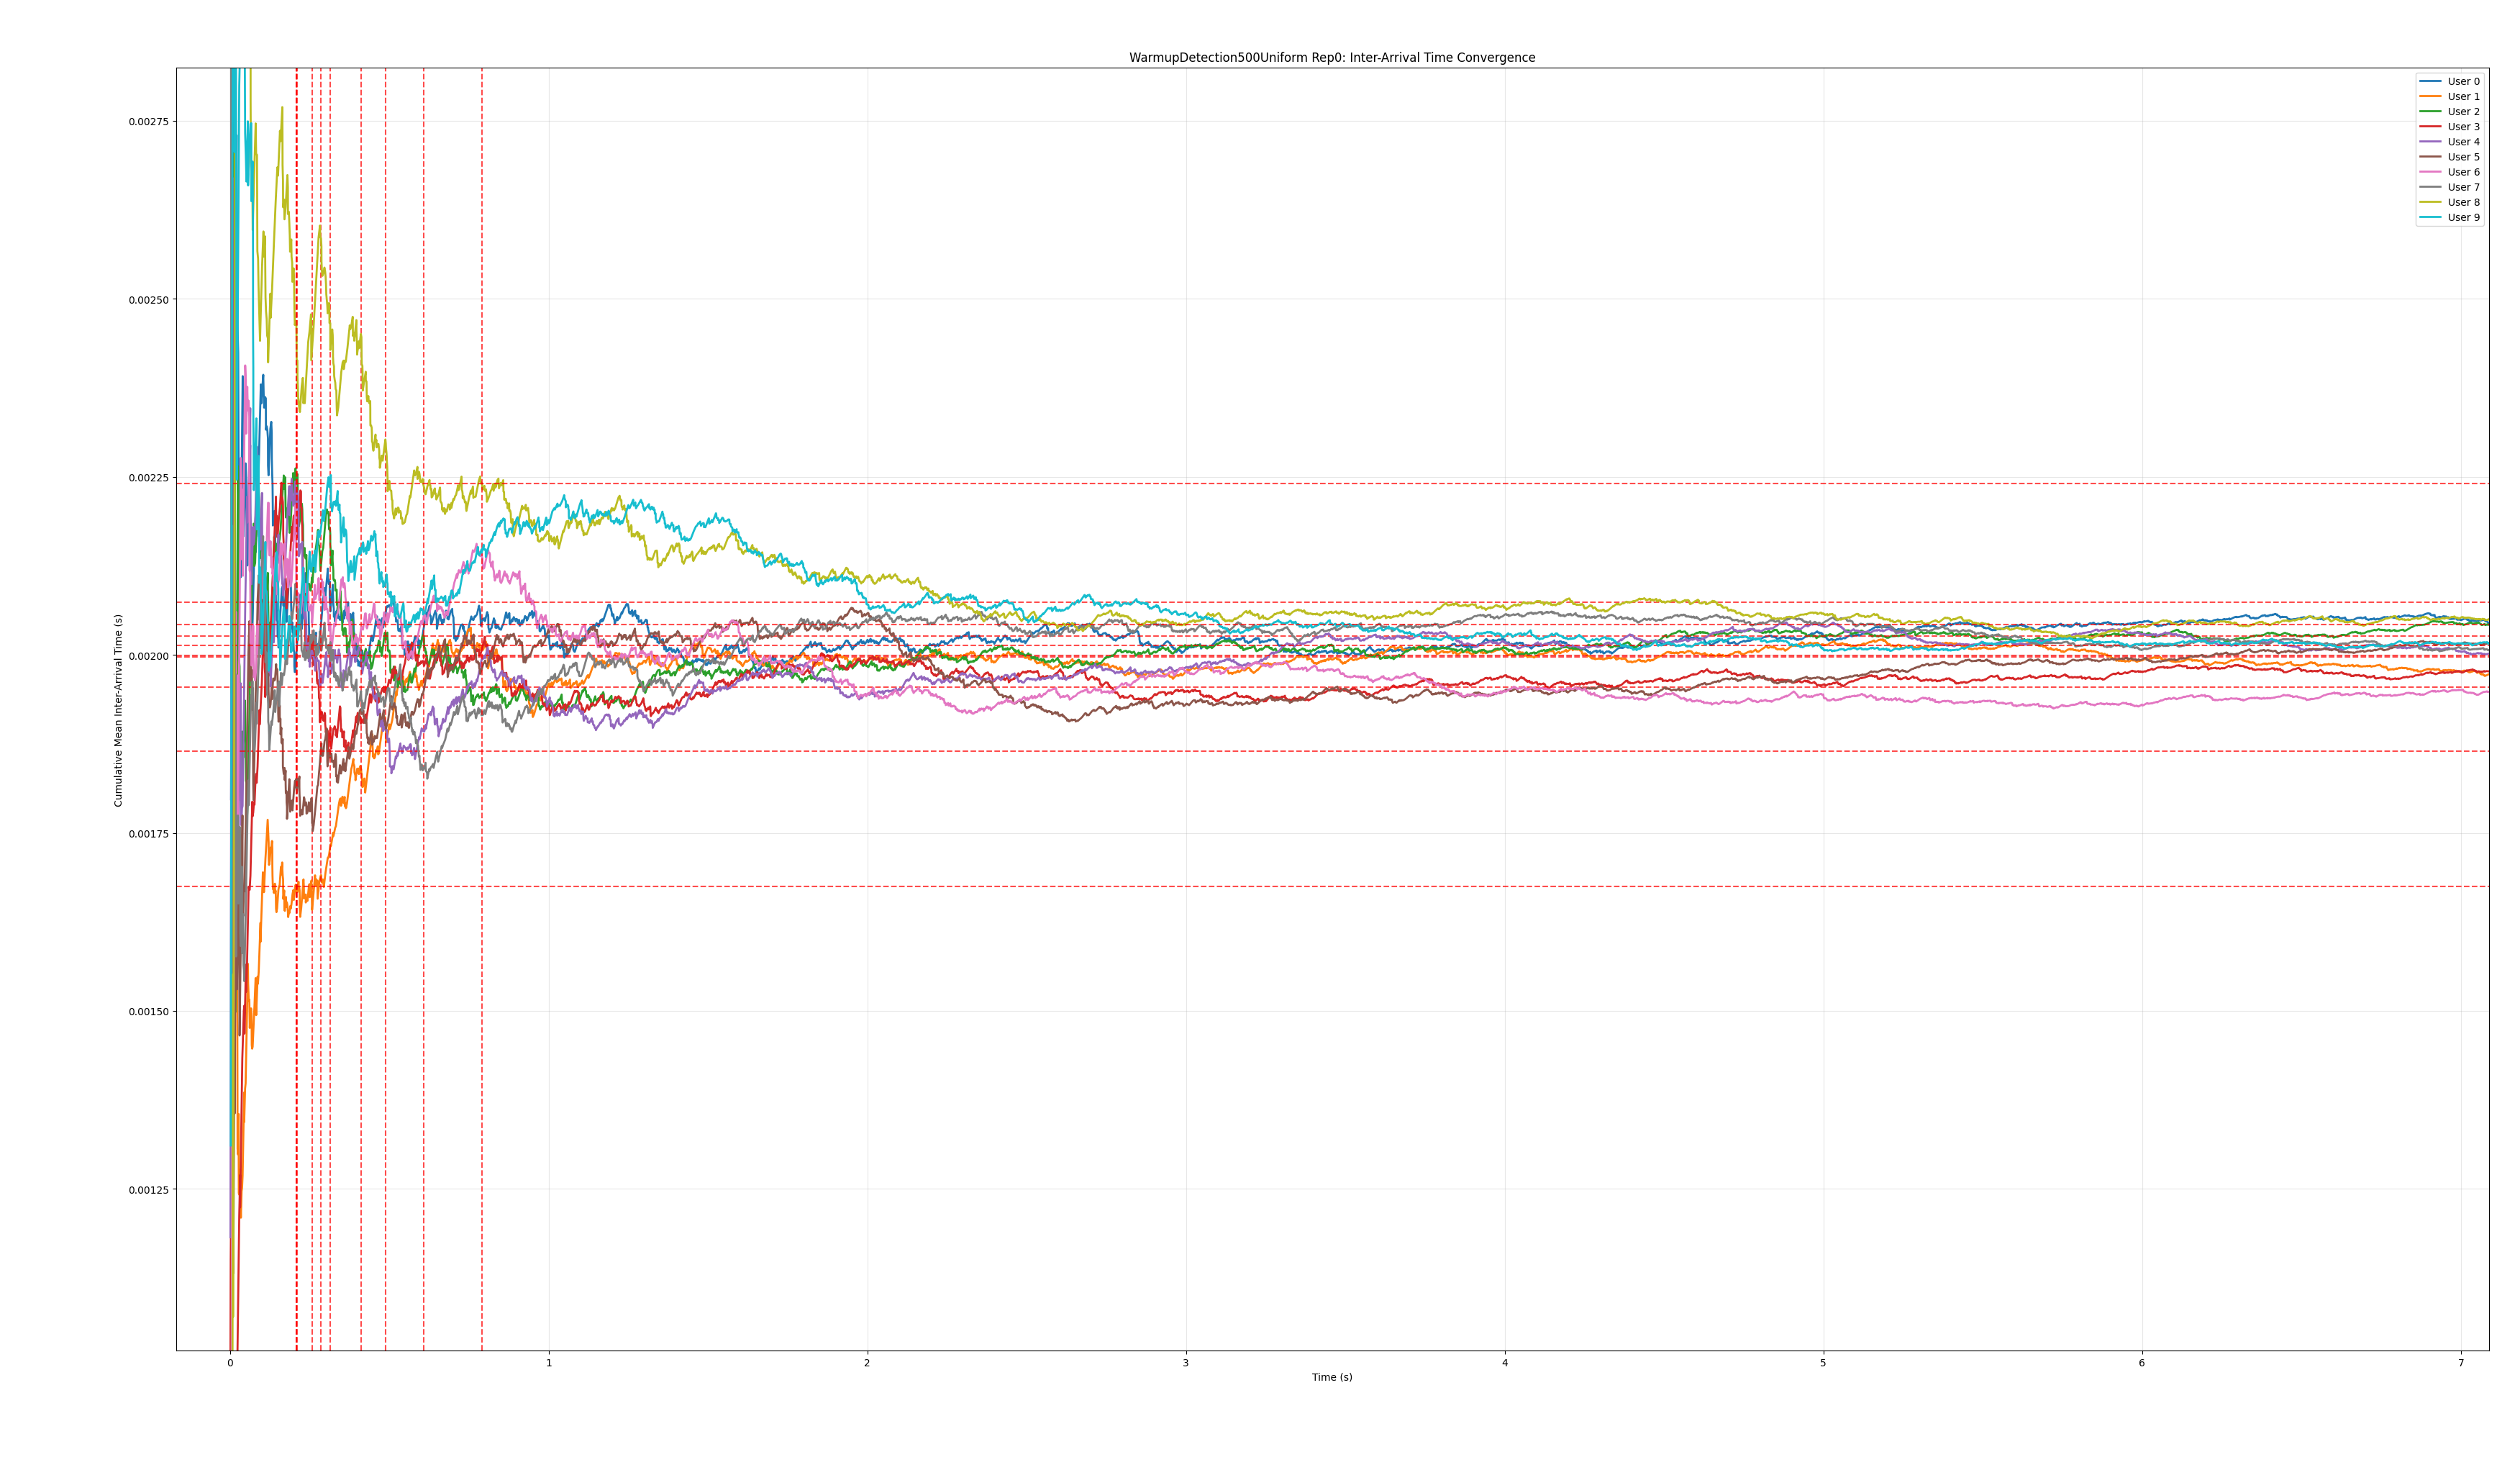 WarmupDetection500Uniform Rep0: Inter-Arrival Time Convergence
User 0
User 1
User 2
User 3
User 4
User 5
User 6
User 7
User 8
User 9
Cumulative Mean Inter-Arrival Time (s)
0.00275
0.00250
0.00225
0.00200
0.00175
0.00150
0.00125
0 1 2 3 4 5 6 7
Time (s)